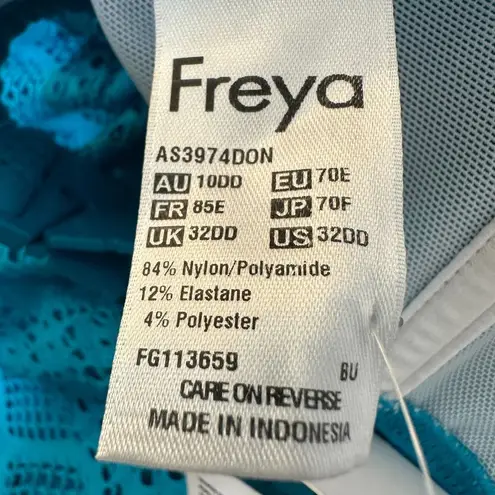 Freya
AS3974DON
AU 10DD EU 70E
FR 85E JP 70F
UK 32DD US 32DD
84% Nylon/Polyamide
12% Elastane
4% Polyester
FG113659 BU
CARE ON REVERSE
MADE IN INDONESIA